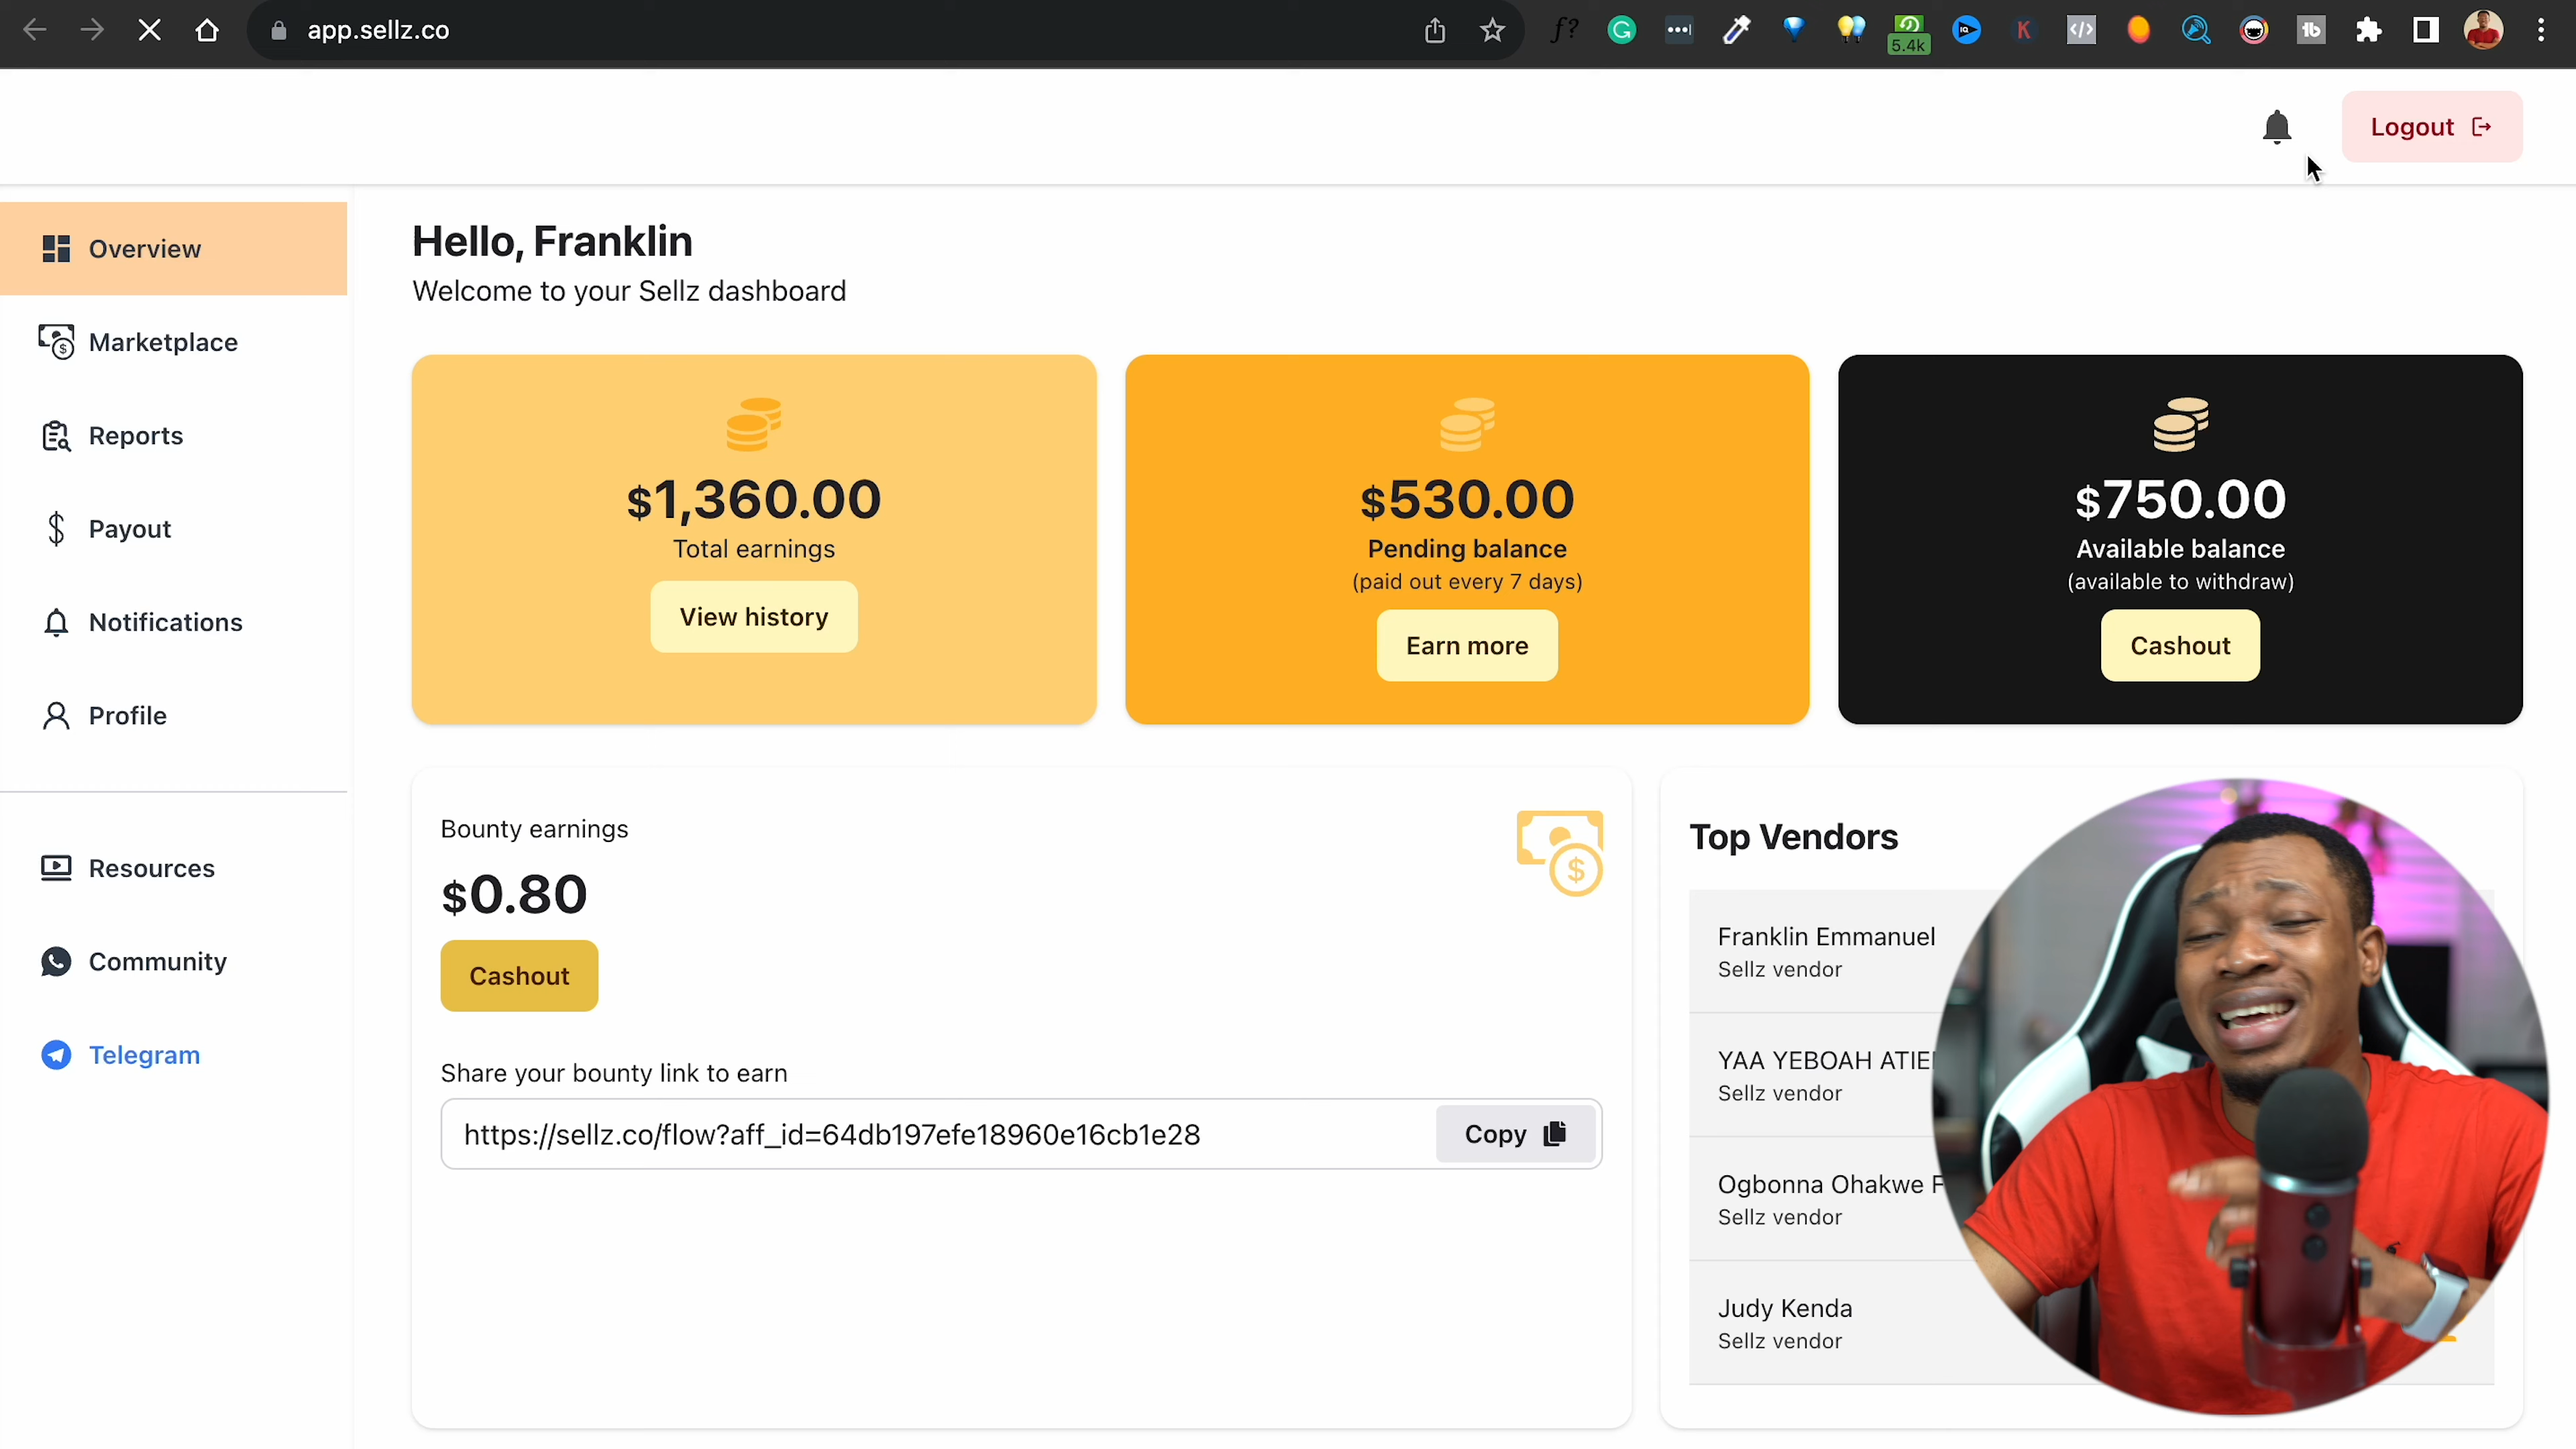 app.sellz.co
5.4k
Logout
Overview
Marketplace
Reports
Payout
Notifications
Profile
Resources
Community
Telegram
Hello, Franklin
Welcome to your Sellz dashboard
$1,360.00
Total earnings
View history
$530.00
Pending balance
(paid out every 7 days)
Earn more
$750.00
Available balance
(available to withdraw)
Cashout
Bounty earnings
$0.80
Cashout
Share your bounty link to earn
https://sellz.co/flow?aff_id=64db197efe18960e16cb1e28
Copy
Top Vendors
Franklin Emmanuel
Sellz vendor
YAA YEBOAH
Sellz vendor
Ogbonna Ohakwe
Sellz vendor
Judy Kenda
Sellz vendor